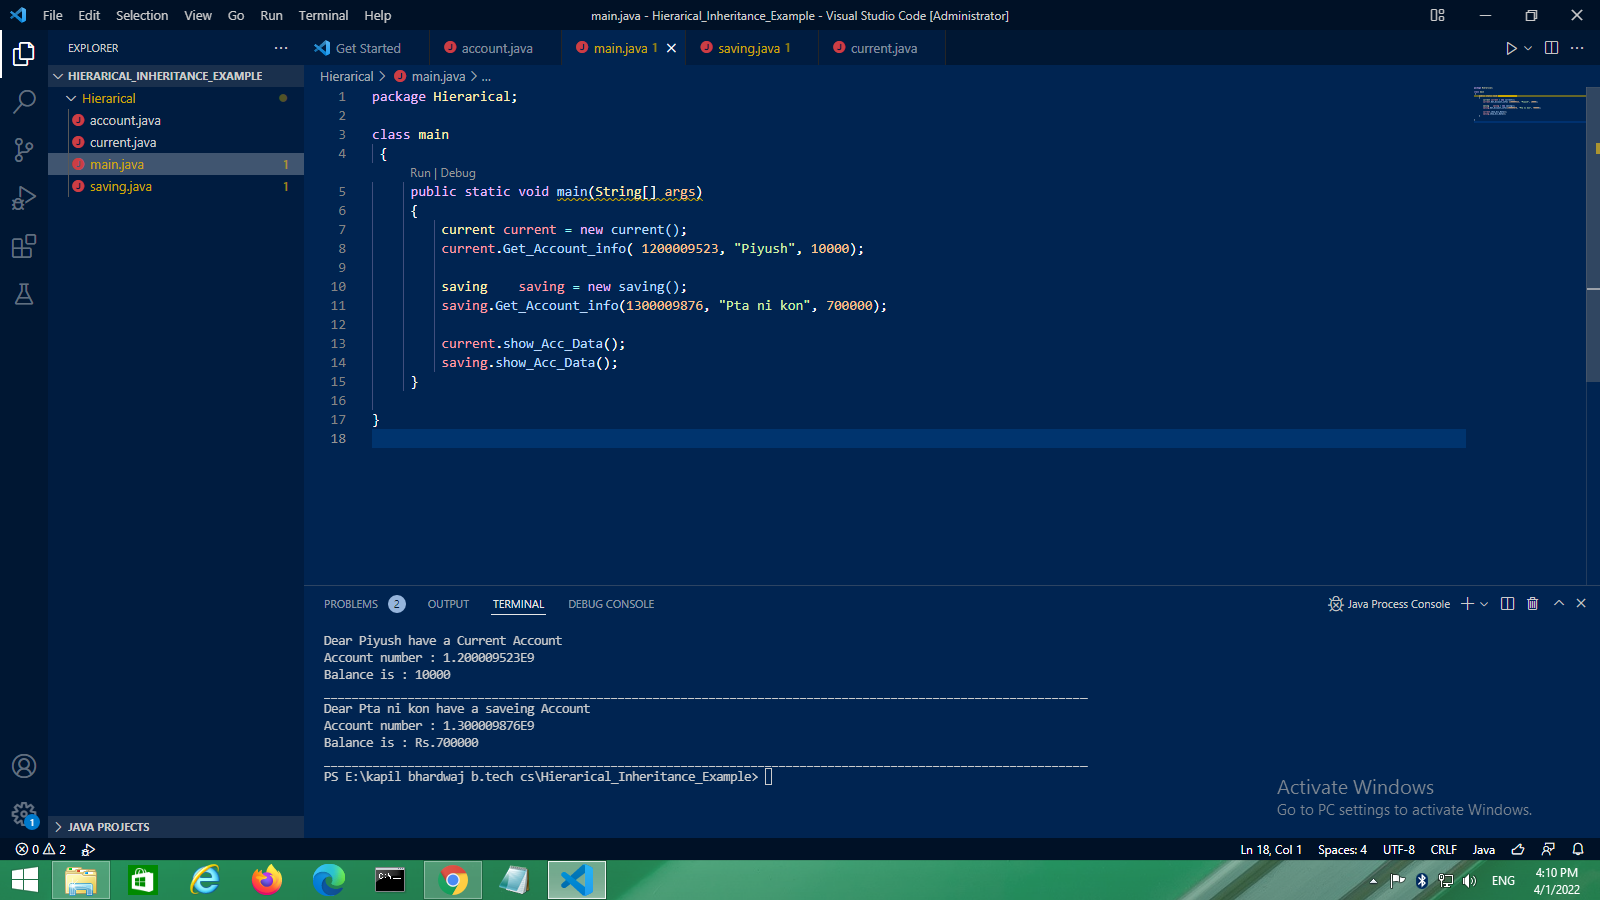 File Edit Selection View Go Run Terminal Help main.java - Hierarical_Inheritance_Example - Visual Studio Code [Administrator]
EXPLORER ...
HIERARICAL_INHERITANCE_EXAMPLE
Hierarical
account.java
current.java
main.java 1
saving.java 1
JAVA PROJECTS
Get Started account.java main.java 1 saving.java 1 current.java
Hierarical > main.java > ...
1 package Hierarical;
2
3 class main
4 {
Run | Debug
5 public static void main(String[] args)
6 {
7 current current = new current();
8 current.Get_Account_info( 1200009523, "Piyush", 10000);
9
10 saving    saving = new saving();
11 saving.Get_Account_info(1300009876, "Pta ni kon", 700000);
12
13 current.show_Acc_Data();
14 saving.show_Acc_Data();
15 }
16
17 }
18
PROBLEMS 2 OUTPUT TERMINAL DEBUG CONSOLE Java Process Console
Dear Piyush have a Current Account
Account number : 1.200009523E9
Balance is : 10000
Dear Pta ni kon have a saveing Account
Account number : 1.300009876E9
Balance is : Rs.700000
PS E:\kapil bhardwaj b.tech cs\Hierarical_Inheritance_Example>
Activate Windows
Go to PC settings to activate Windows.
1
0 2 Ln 18, Col 1 Spaces: 4 UTF-8 CRLF Java
ENG 4:10 PM
4/1/2022